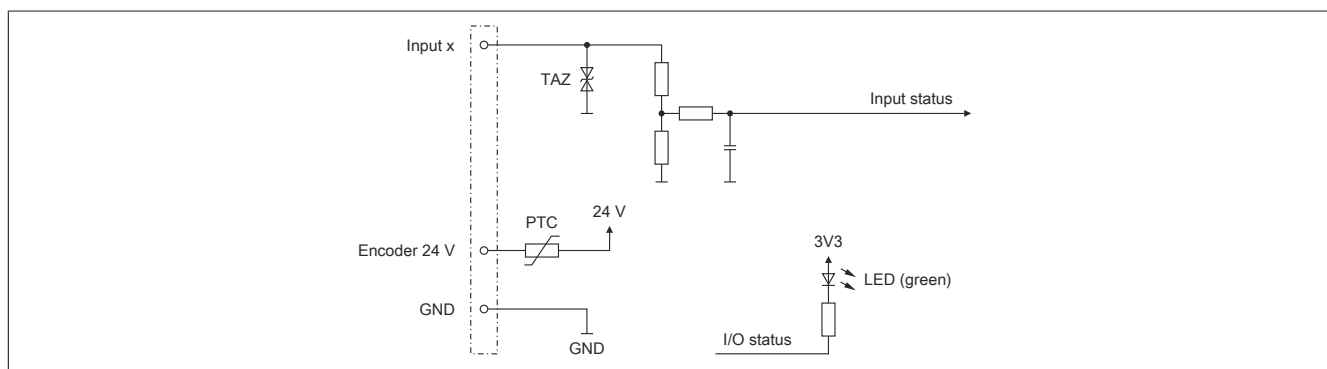 Input x
TAZ
Input status
PTC
24 V
Encoder 24 V
3V3
LED (green)
GND
GND
I/O status